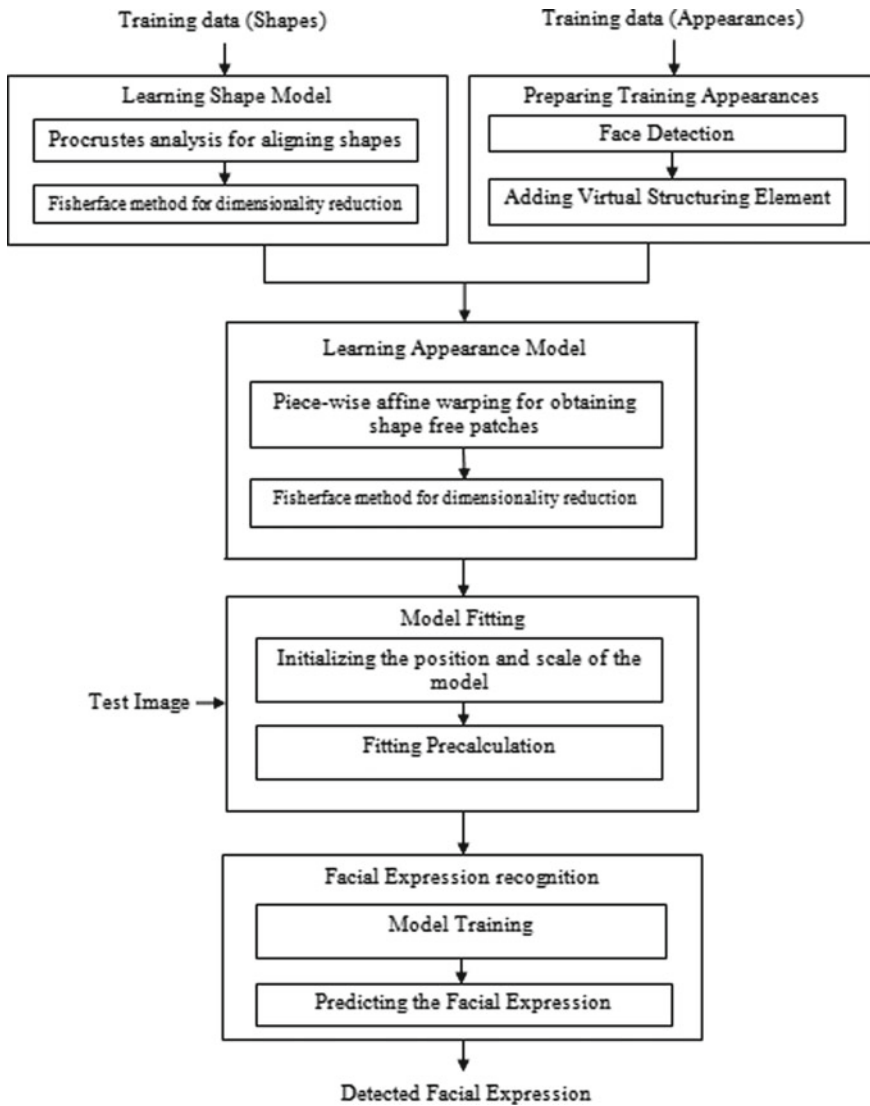 Training data (Shapes)
Training data (Appearances)
Learning Shape Model
Procrustes analysis for aligning shapes
Fisherface method for dimensionality reduction
Preparing Training Appearances
Face Detection
Adding Virtual Structuring Element
Learning Appearance Model
Piece-wise affine warping for obtaining
shape free patches
Fisherface method for dimensionality reduction
Model Fitting
Initializing the position and scale of the
model
Test Image
Fitting Precalculation
Facial Expression recognition
Model Training
Predicting the Facial Expression
Detected Facial Expression